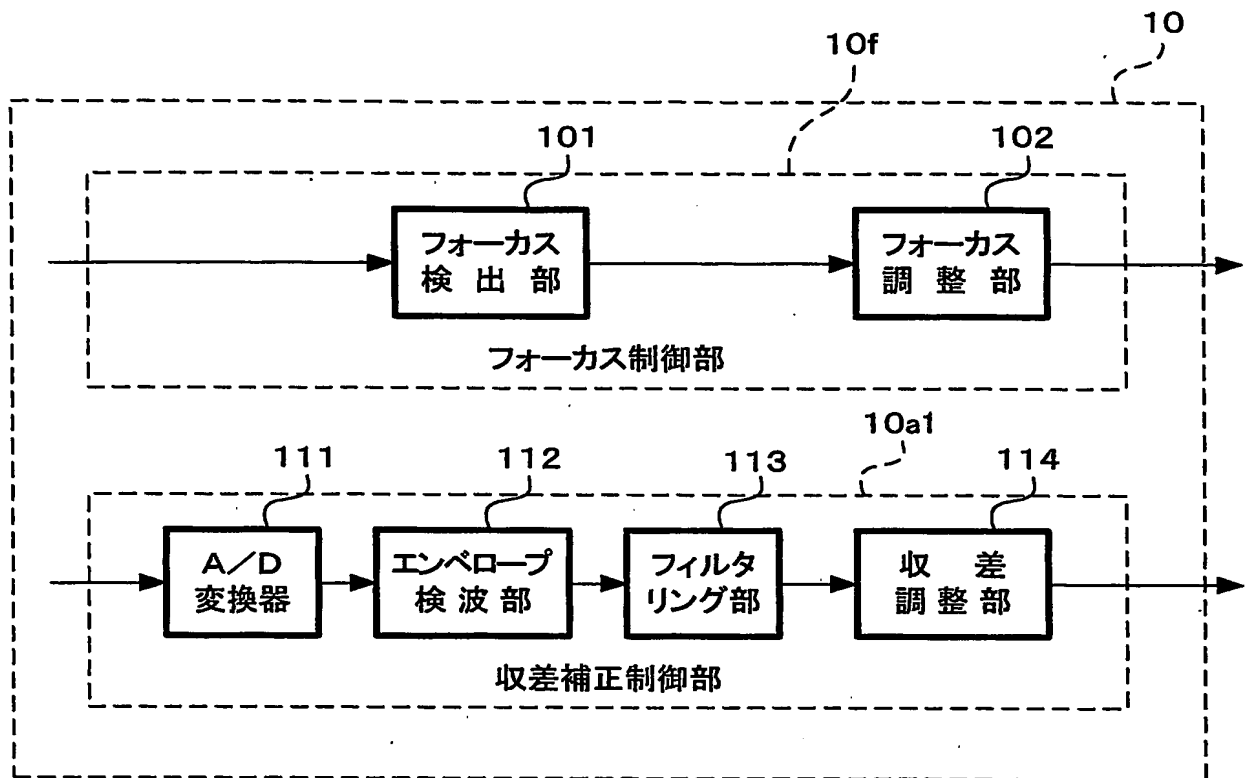 10
10f
101
102
フォーカス
検出部
フォーカス
調整部
フォーカス制御部
10a1
111
112
113
114
A/D
変換器
エンベロープ
検波部
フィルタ
リング部
収差
調整部
収差補正制御部